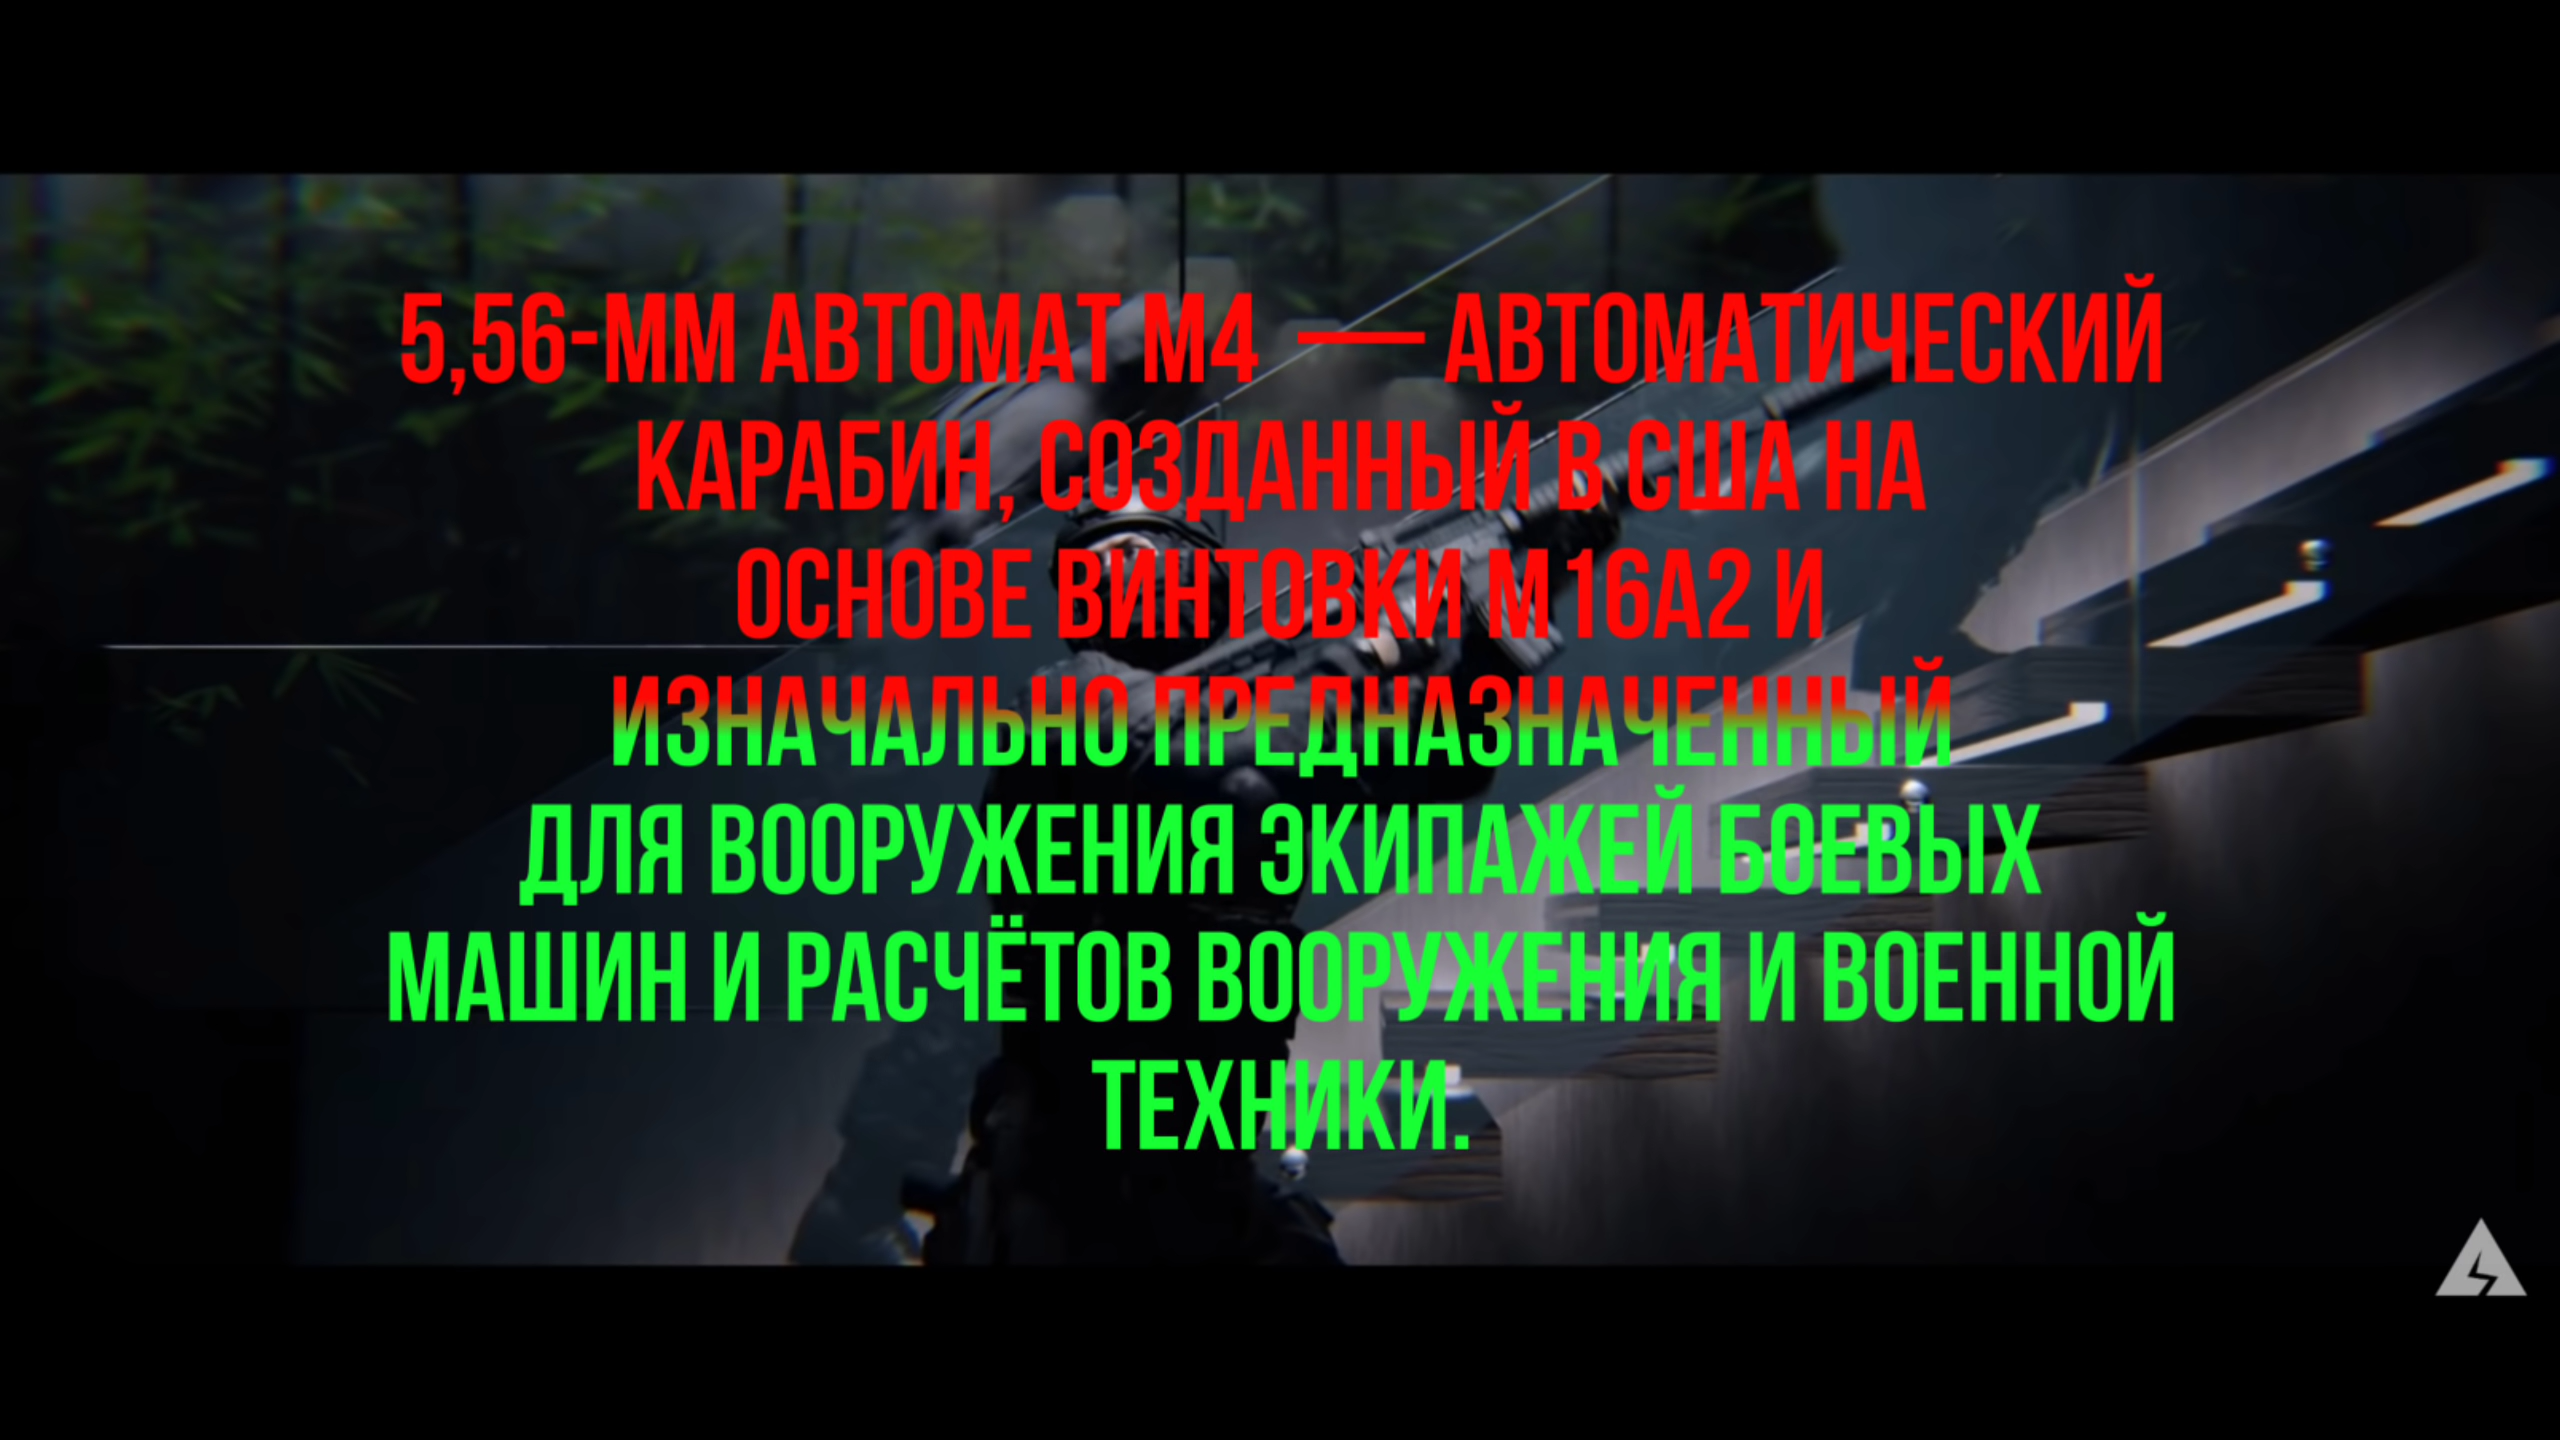 5,56-ММ АВТОМАТ М4 — АВТОМАТИЧЕСКИЙ
КАРАБИН, СОЗДАННЫЙ В США НА
ОСНОВЕ ВИНТОВКИ М16А2 И
ИЗНАЧАЛЬНО ПРЕДНАЗНАЧЕННЫЙ
ДЛЯ ВООРУЖЕНИЯ ЭКИПАЖЕЙ БОЕВЫХ
МАШИН И РАСЧЁТОВ ВООРУЖЕНИЯ И ВОЕННОЙ
ТЕХНИКИ.